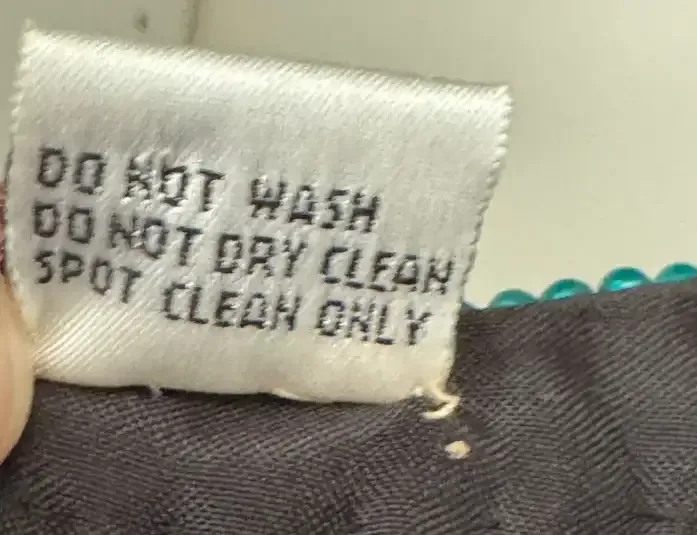 DO NOT WASH
DO NOT DRY CLEAN
SPOT CLEAN ONLY